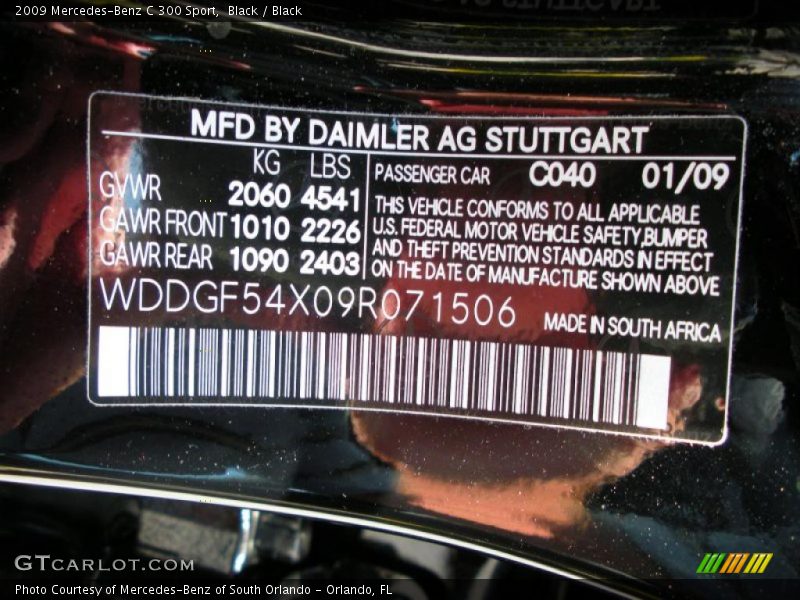 2009 Mercedes-Benz C 300 Sport, Black / Black
MFD BY DAIMLER AG STUTTGART
KG LBS
GVWR 2060 4541
GAWR FRONT 1010 2226
GAWR REAR 1090 2403
PASSENGER CAR C040 01/09
THIS VEHICLE CONFORMS TO ALL APPLICABLE
U.S. FEDERAL MOTOR VEHICLE SAFETY,BUMPER
AND THEFT PREVENTION STANDARDS IN EFFECT
ON THE DATE OF MANUFACTURE SHOWN ABOVE
WDDGF54X09R071506
MADE IN SOUTH AFRICA
GTCARLOT.COM
Photo Courtesy of Mercedes-Benz of South Orlando - Orlando, FL